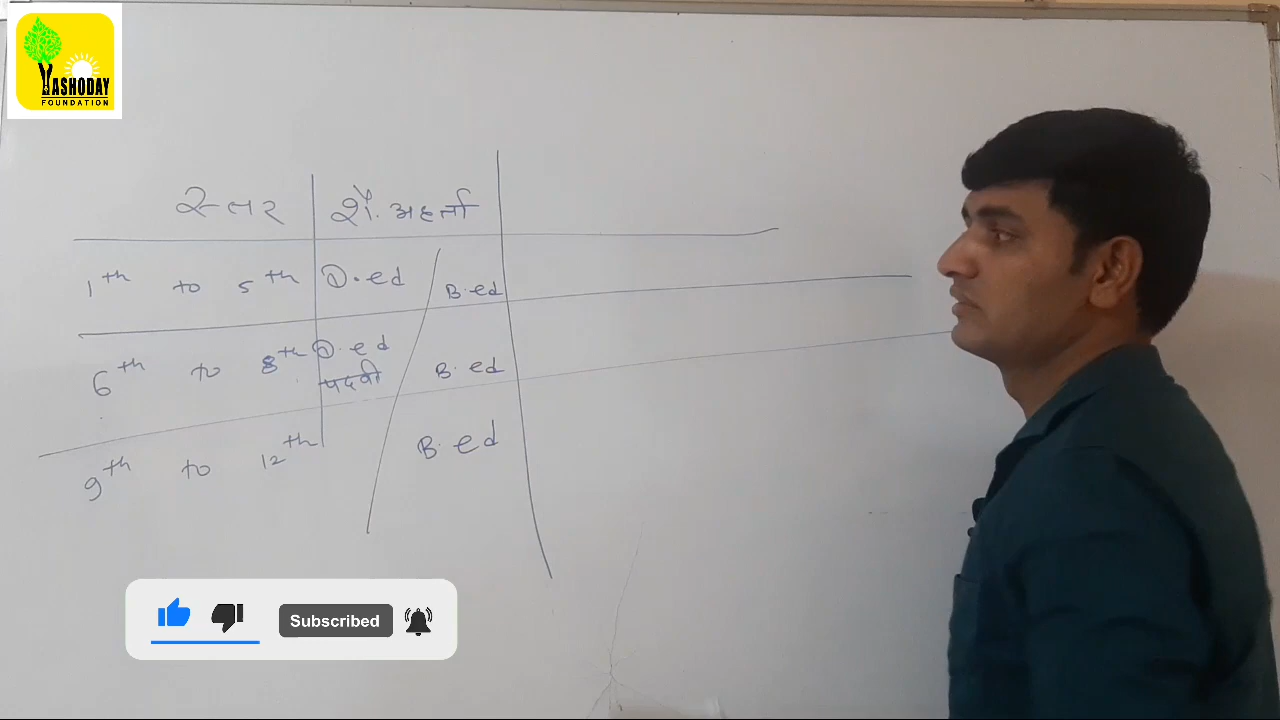 YASHODAY
FOUNDATION
स्तर शै. अहर्ता
1th to 5th D.ed B.ed
6th to 8th D.ed B.ed
पदवी
9th to 12th B.ed
Subscribed